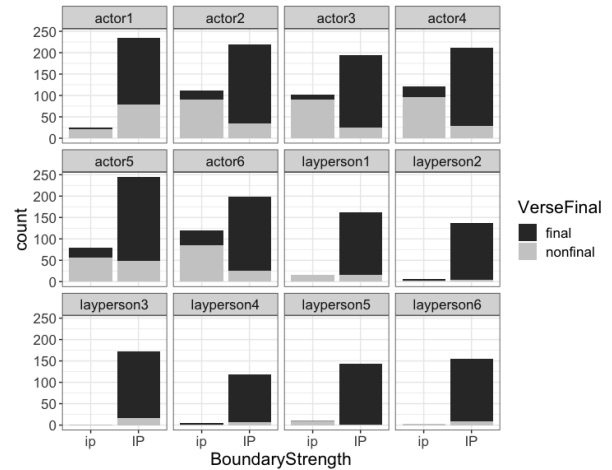 actor1 actor2 actor3 actor4
250
200
150
100
50
0
actor5 actor6 layperson1 layperson2
250
200
150
100
50
0
layperson3 layperson4 layperson5 layperson6
250
200
150
100
50
0
ip IP ip IP ip IP ip IP
BoundaryStrength
count
VerseFinal
final
nonfinal